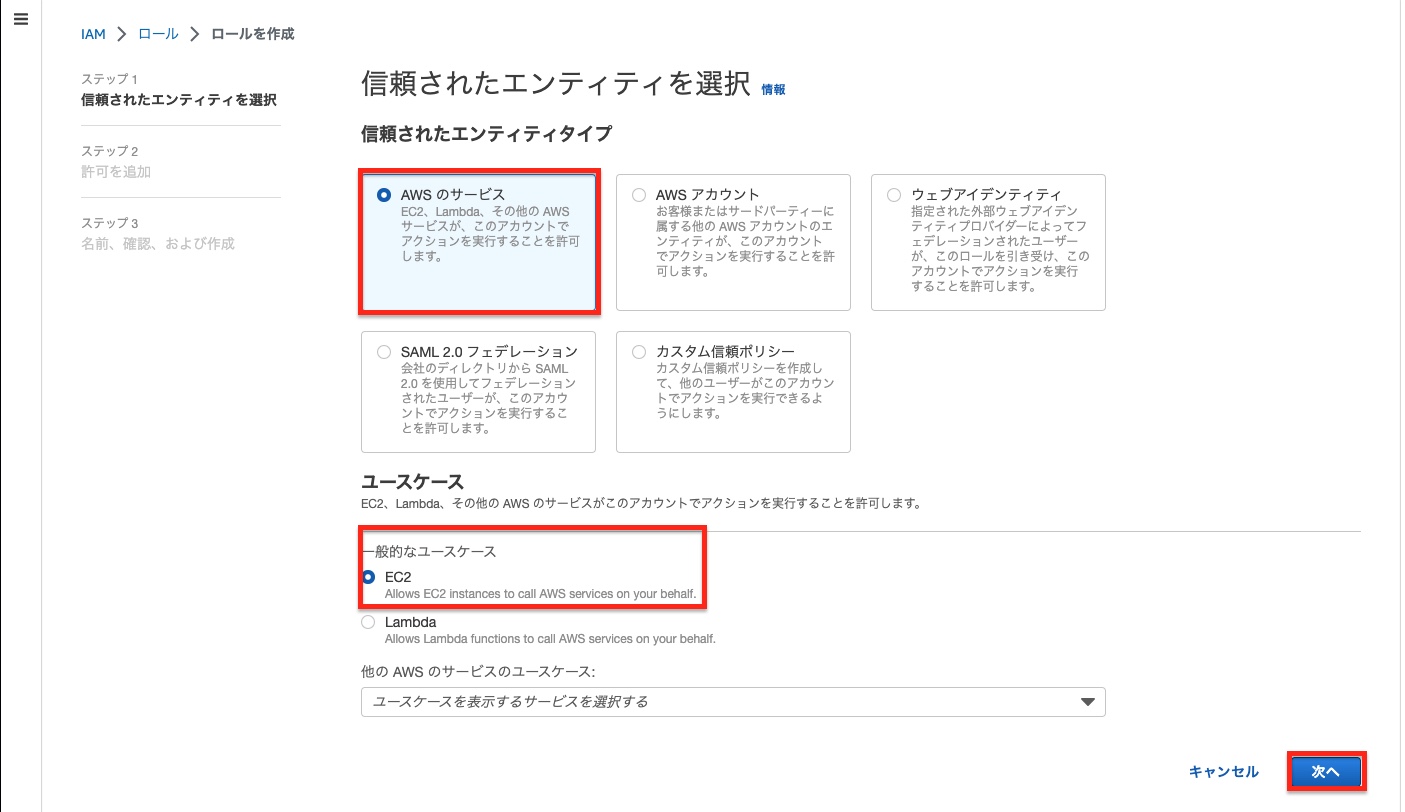 IAM > ロール > ロールを作成
ステップ 1
信頼されたエンティティを選択
ステップ 2
許可を追加
ステップ 3
名前、確認、および作成
信頼されたエンティティを選択 情報
信頼されたエンティティタイプ
AWS のサービス
EC2、Lambda、その他の AWS
サービスが、このアカウントで
アクションを実行することを許可
します。
AWS アカウント
お客様またはサードパーティーに
属する他の AWS アカウントのエ
ンティティが、このアカウント
でアクションを実行することを許
可します。
ウェブアイデンティティ
指定された外部ウェブアイデン
ティティプロバイダーによってフ
ェデレーションされたユーザー
が、このロールを引き受け、この
アカウントでアクションを実行
することを許可します。
SAML 2.0 フェデレーション
会社のディレクトリから SAML
2.0 を使用してフェデレーション
されたユーザーが、このアカウ
ントでアクションを実行するこ
とを許可します。
カスタム信頼ポリシー
カスタム信頼ポリシーを作成し
て、他のユーザーがこのアカウン
トでアクションを実行できるよ
うにします。
ユースケース
EC2、Lambda、その他の AWS のサービスがこのアカウントでアクションを実行することを許可します。
一般的なユースケース
EC2
Allows EC2 instances to call AWS services on your behalf.
Lambda
Allows Lambda functions to call AWS services on your behalf.
他の AWS のサービスのユースケース:
ユースケースを表示するサービスを選択する
キャンセル
次へ